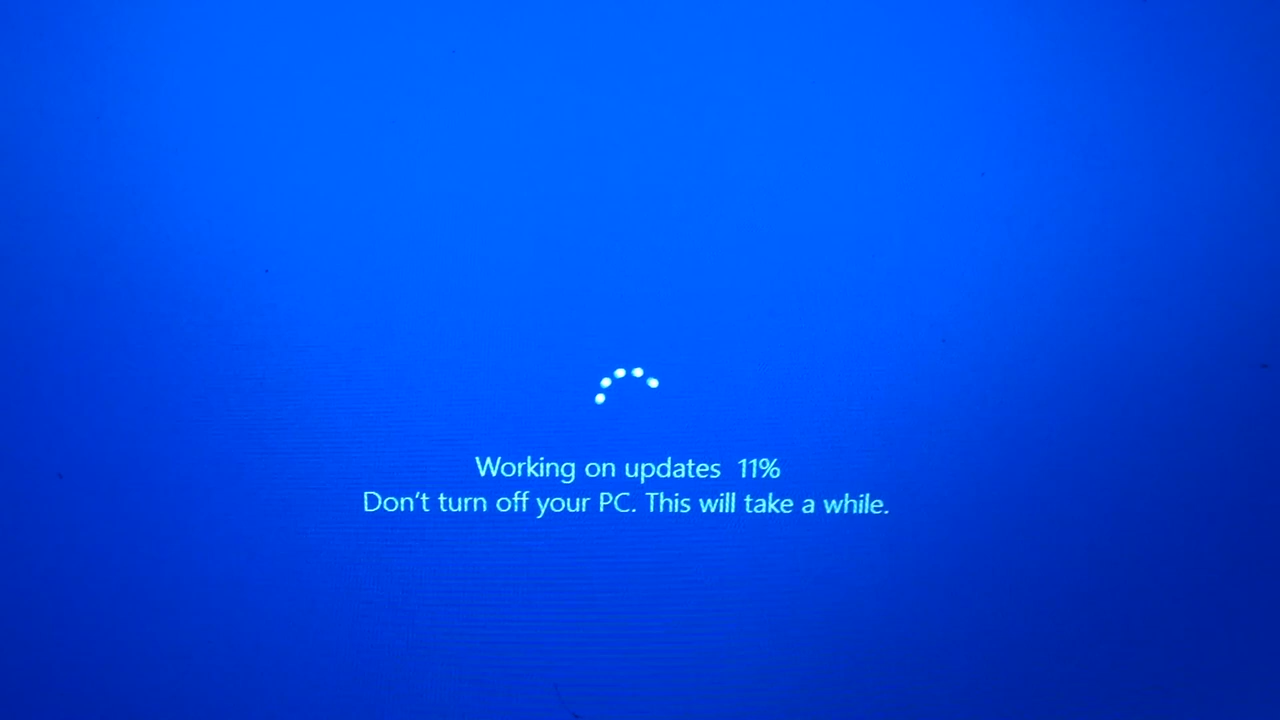 Working on updates 11%
Don't turn off your PC. This will take a while.